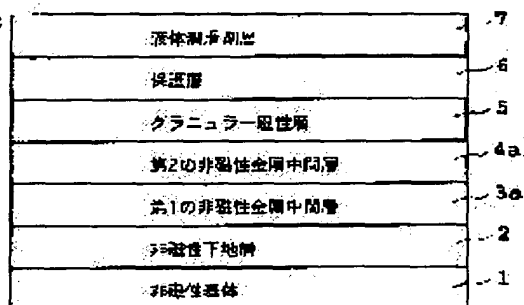 液体潤滑剤層 7
保護層 6
グラニュラー磁性層 5
第2の非磁性金属中間層 4a
第1の非磁性金属中間層 3a
非磁性下地層 2
非磁性基体 1